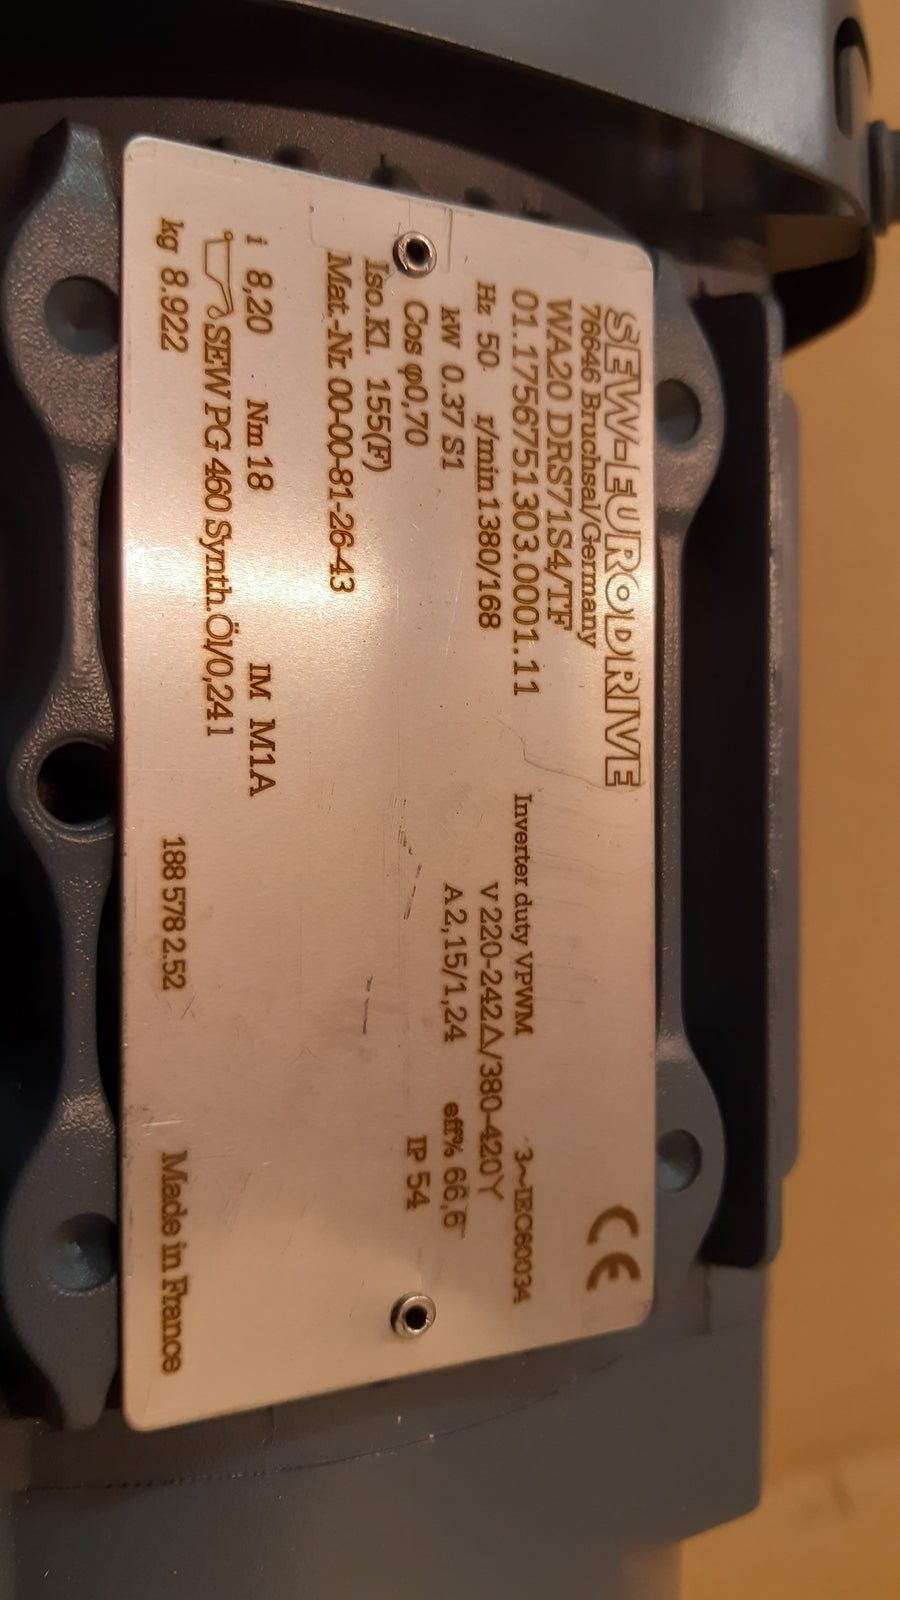 SEW-EURODRIVE
76646 Bruchsal/Germany
CE
WA20 DRS71S4/TF
01.1756751303.0001.11
Inverter duty VPWM
3~IEC60034
Hz 50 r/min 1380/168
V 220-242△/380-420Y
kW 0.37 S1
A 2,15/1,24
eff% 66,6
Cos φ0,70
IP 54
Iso.Kl. 155(F)
Mat.-Nr. 00-00-81-26-43
i 8,20 Nm 18 IM M1A
SEW PG 460 Synth.Öl/0,24 l
kg 8.922
188 578 2.52
Made in France